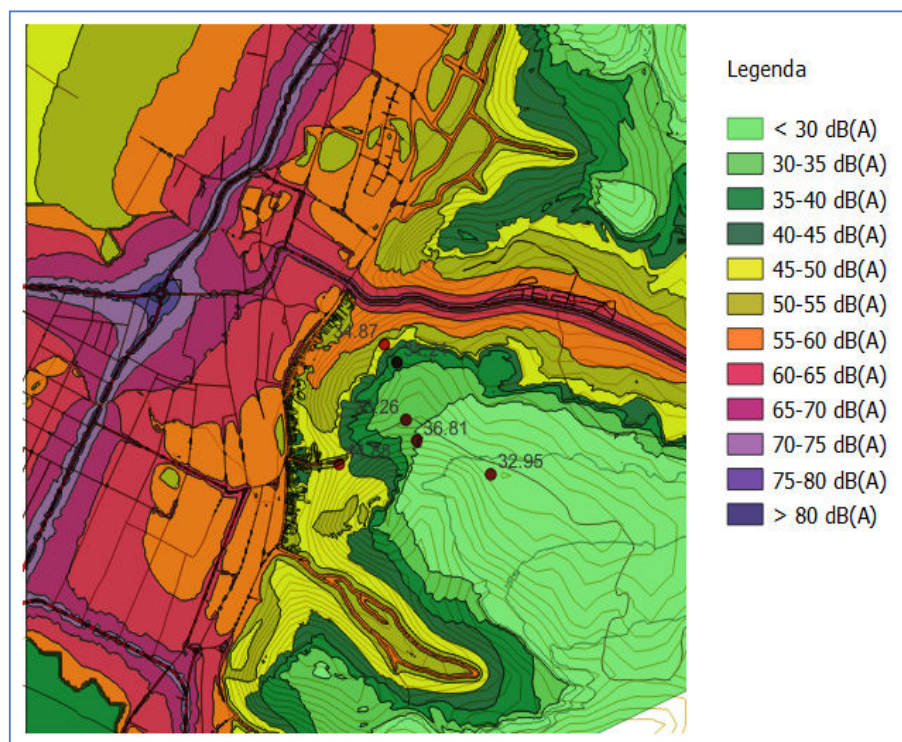 Legenda
< 30 dB(A)
30-35 dB(A)
35-40 dB(A)
40-45 dB(A)
45-50 dB(A)
50-55 dB(A)
55-60 dB(A)
60-65 dB(A)
65-70 dB(A)
70-75 dB(A)
75-80 dB(A)
> 80 dB(A)
36.81
32.95